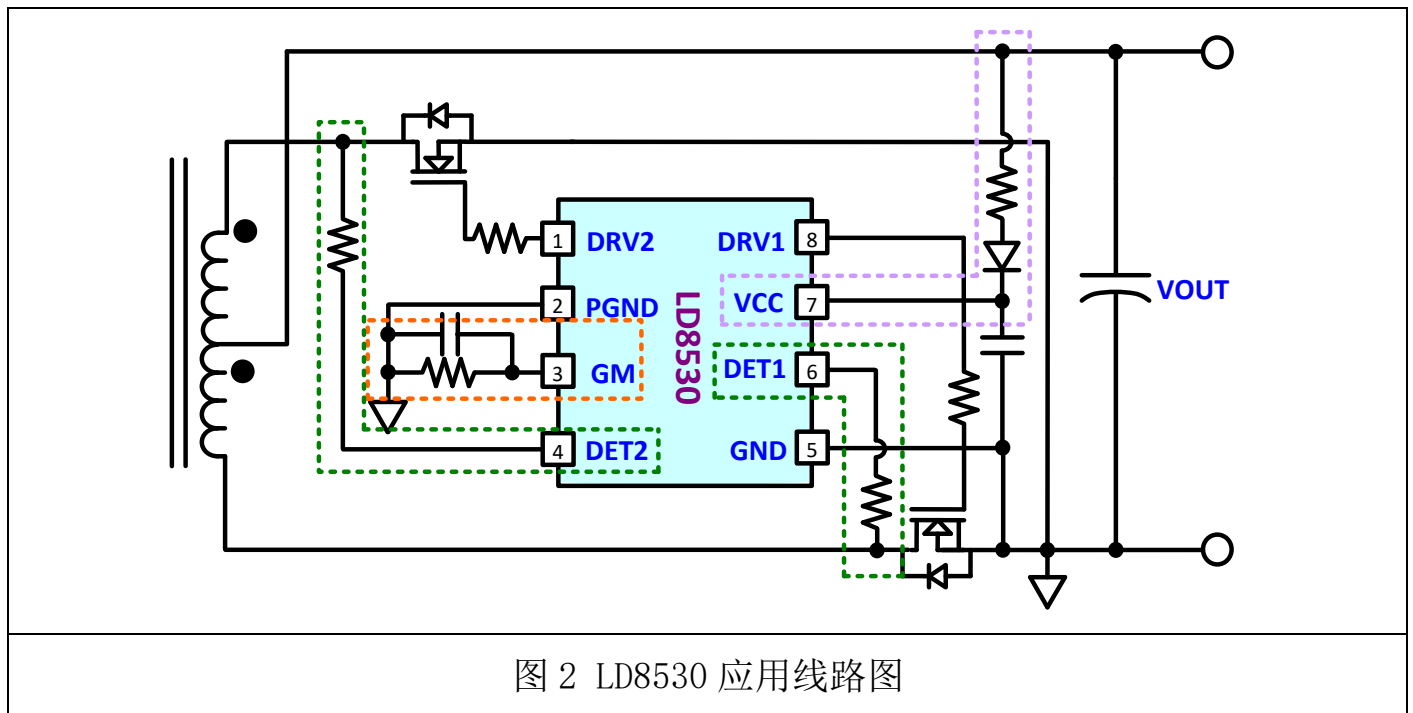 VOUT
1 DRV2
DRV1 8
2 PGND
VCC 7
LD8530
3 GM
DET1 6
4 DET2
GND 5
图 2 LD8530 应用线路图